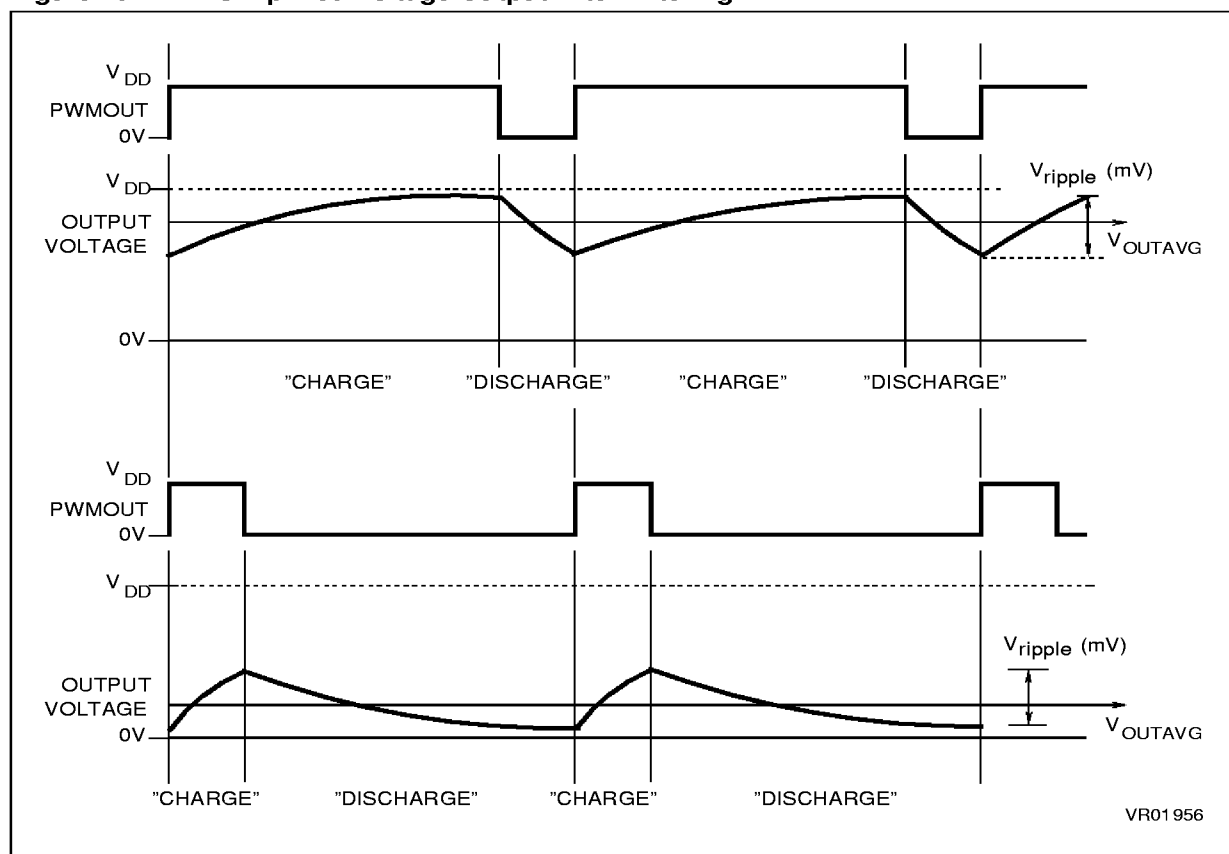 V DD
PWMOUT
0V
V DD
V ripple (mV)
OUTPUT
VOLTAGE
V OUTAVG
0V
"CHARGE" "DISCHARGE" "CHARGE" "DISCHARGE"
V DD
PWMOUT
0V
V DD
V ripple (mV)
OUTPUT
VOLTAGE
0V
V OUTAVG
"CHARGE" "DISCHARGE" "CHARGE" "DISCHARGE"
VR01956